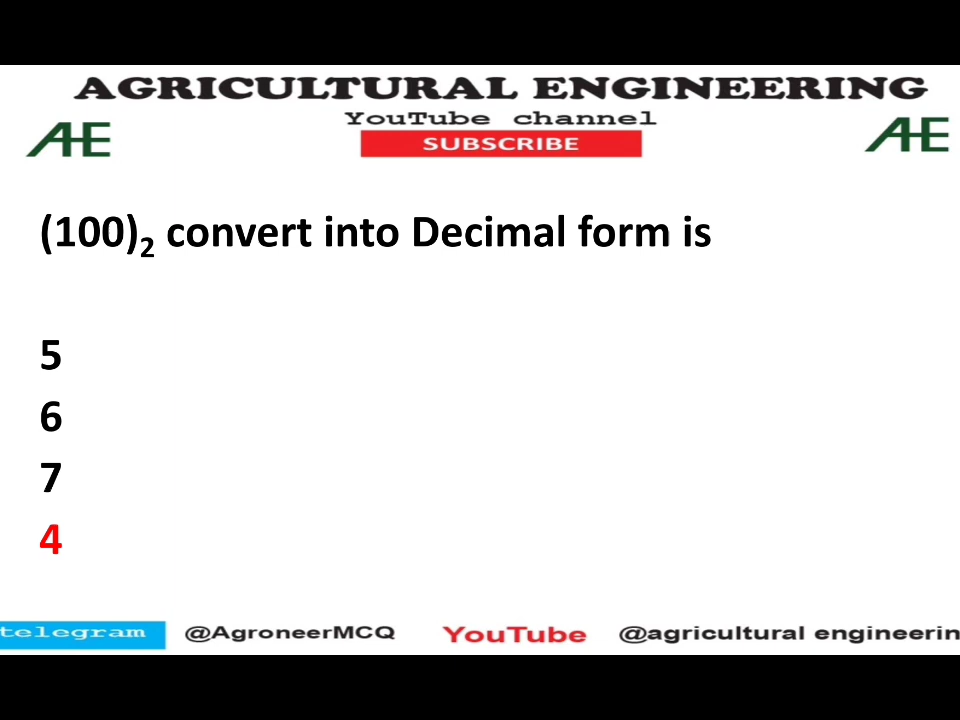 AGRICULTURAL ENGINEERING
YouTube channel
SUBSCRIBE
AE AE
(100)₂ convert into Decimal form is
5
6
7
4
telegram @AgroneerMCQ YouTube @agricultural engineerin